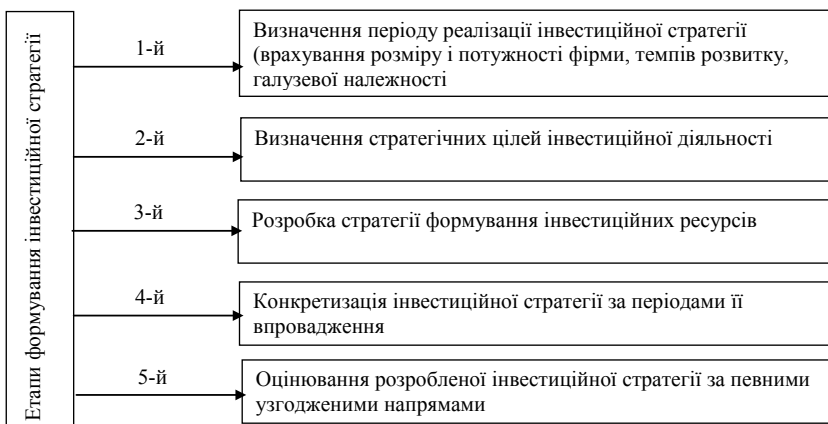 Етапи формування інвестиційної стратегії
1-й
Визначення періоду реалізації інвестиційної стратегії
(врахування розміру і потужності фірми, темпів розвитку,
галузевої належності
2-й
Визначення стратегічних цілей інвестиційної діяльності
3-й
Розробка стратегії формування інвестиційних ресурсів
4-й
Конкретизація інвестиційної стратегії за періодами її
впровадження
5-й
Оцінювання розробленої інвестиційної стратегії за певними
узгодженими напрямами